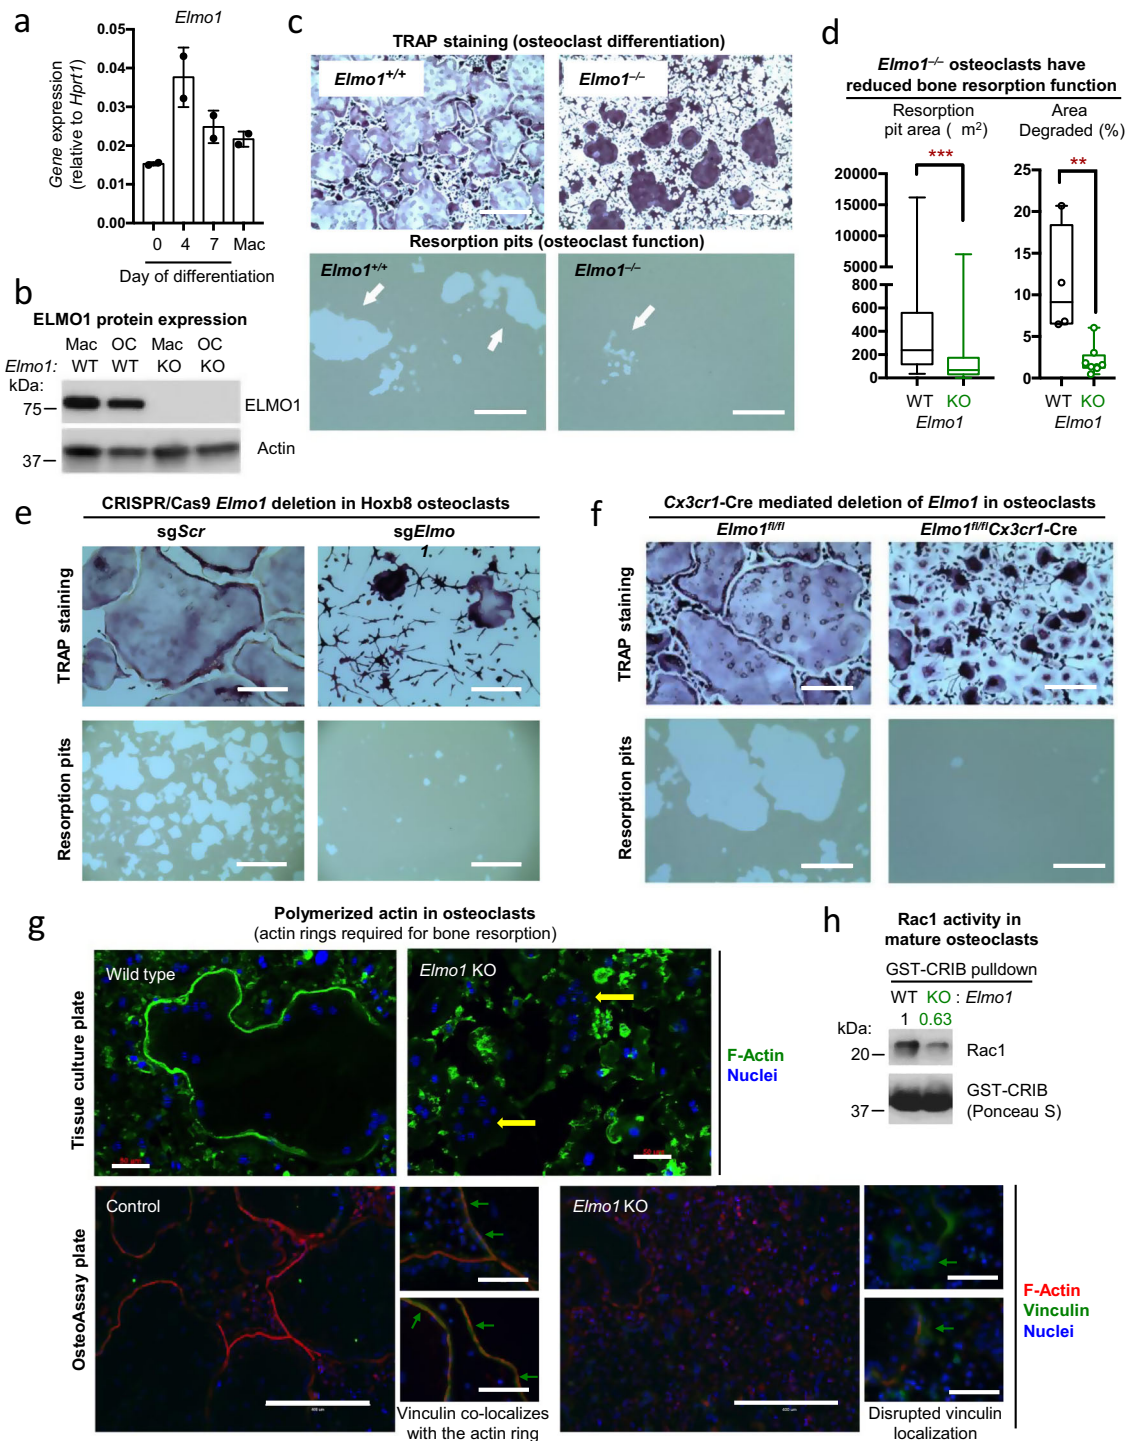 a
Elmo1
Gene expression
(relative to Hprt1)
0.05
0.04
0.03
0.02
0.01
0.00
0 4 7 Mac
Day of differentiation
b
ELMO1 protein expression
Mac OC Mac OC
Elmo1: WT WT KO KO
kDa:
75
ELMO1
37
Actin
c
TRAP staining (osteoclast differentiation)
Elmo1+/+
Elmo1–/–
Resorption pits (osteoclast function)
Elmo1+/+
Elmo1–/–
d
Elmo1–/– osteoclasts have
reduced bone resorption function
Resorption
pit area ( m2)
***
20000
15000
10000
5000
800
600
400
200
0
WT KO
Elmo1
Area
Degraded (%)
**
25
20
15
10
5
0
WT KO
Elmo1
e
CRISPR/Cas9 Elmo1 deletion in Hoxb8 osteoclasts
sgScr
sgElmo
1
TRAP staining
Resorption pits
f
Cx3cr1-Cre mediated deletion of Elmo1 in osteoclasts
Elmo1fl/fl
Elmo1fl/flCx3cr1-Cre
TRAP staining
Resorption pits
g
Polymerized actin in osteoclasts
(actin rings required for bone resorption)
Tissue culture plate
Wild type
50 um
Elmo1 KO
50 um
F-Actin
Nuclei
OsteoAssay plate
Control
400 um
Vinculin co-localizes
with the actin ring
Elmo1 KO
400 um
Disrupted vinculin
localization
F-Actin
Vinculin
Nuclei
h
Rac1 activity in
mature osteoclasts
GST-CRIB pulldown
WT KO : Elmo1
1 0.63
kDa:
20
Rac1
37
GST-CRIB
(Ponceau S)